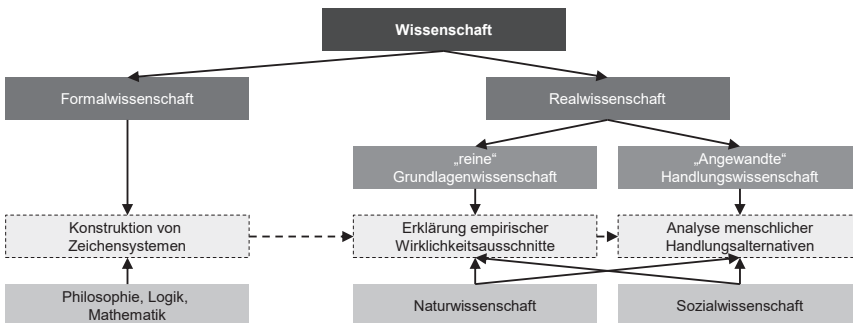 Wissenschaft
Formalwissenschaft
Realwissenschaft
„reine“
Grundlagenwissenschaft
„Angewandte“
Handlungswissenschaft
Konstruktion von
Zeichensystemen
Erklärung empirischer
Wirklichkeitsausschnitte
Analyse menschlicher
Handlungsalternativen
Philosophie, Logik,
Mathematik
Naturwissenschaft
Sozialwissenschaft